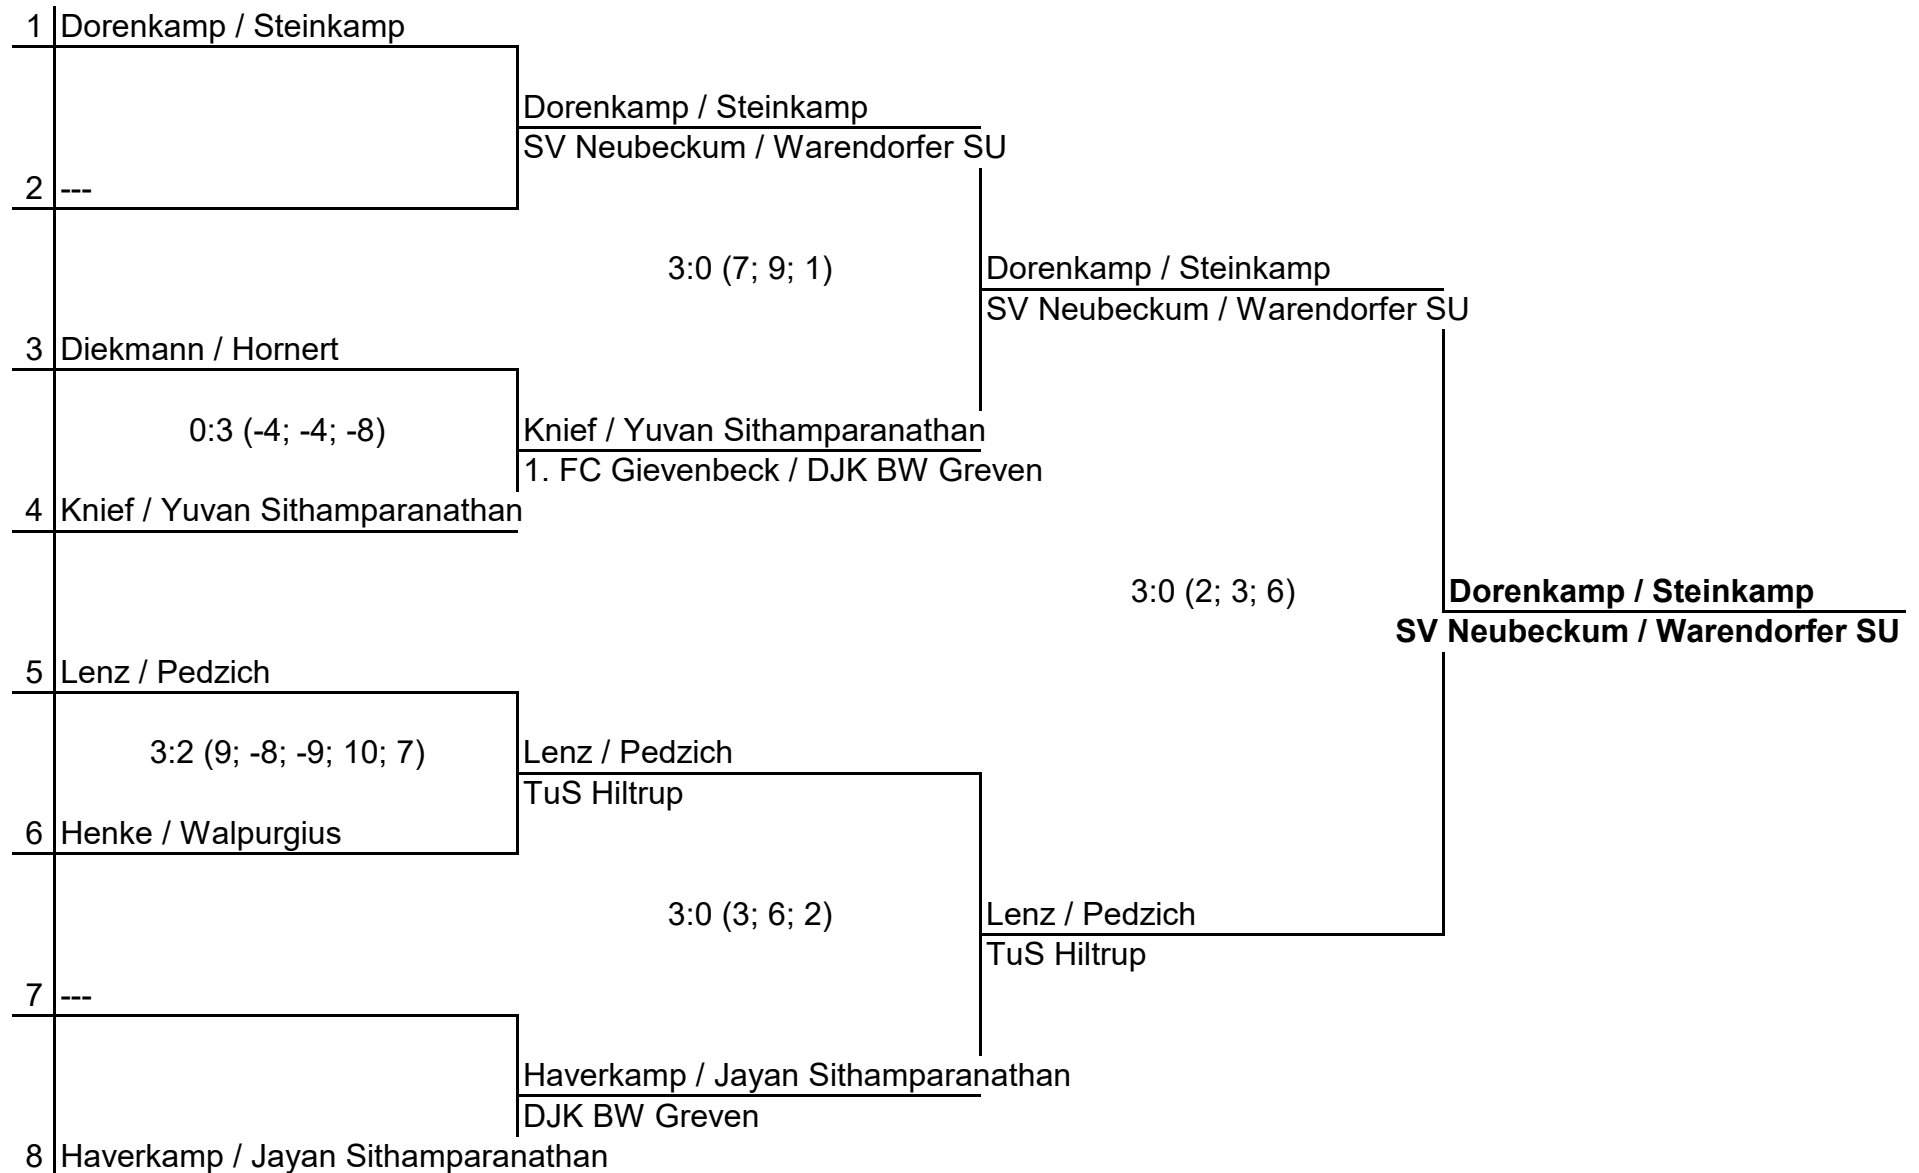 1 Dorenkamp / Steinkamp
Dorenkamp / Steinkamp
SV Neubeckum / Warendorfer SU
2 ---
3:0 (7; 9; 1)
Dorenkamp / Steinkamp
SV Neubeckum / Warendorfer SU
3 Diekmann / Hornert
0:3 (-4; -4; -8)
Knief / Yuvan Sithamparanathan
1. FC Gievenbeck / DJK BW Greven
4 Knief / Yuvan Sithamparanathan
3:0 (2; 3; 6)
Dorenkamp / Steinkamp
SV Neubeckum / Warendorfer SU
5 Lenz / Pedzich
3:2 (9; -8; -9; 10; 7)
Lenz / Pedzich
TuS Hiltrup
6 Henke / Walpurgius
3:0 (3; 6; 2)
Lenz / Pedzich
TuS Hiltrup
7 ---
Haverkamp / Jayan Sithamparanathan
DJK BW Greven
8 Haverkamp / Jayan Sithamparanathan